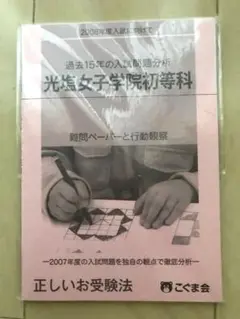 2008年度入試に向けて
過去15年の入試問題分析
光塩女子学院初等科
難問ペーパーと行動観察
ー2007年度の入試問題を独自の観点で徹底分析ー
正しいお受験法
こぐま会